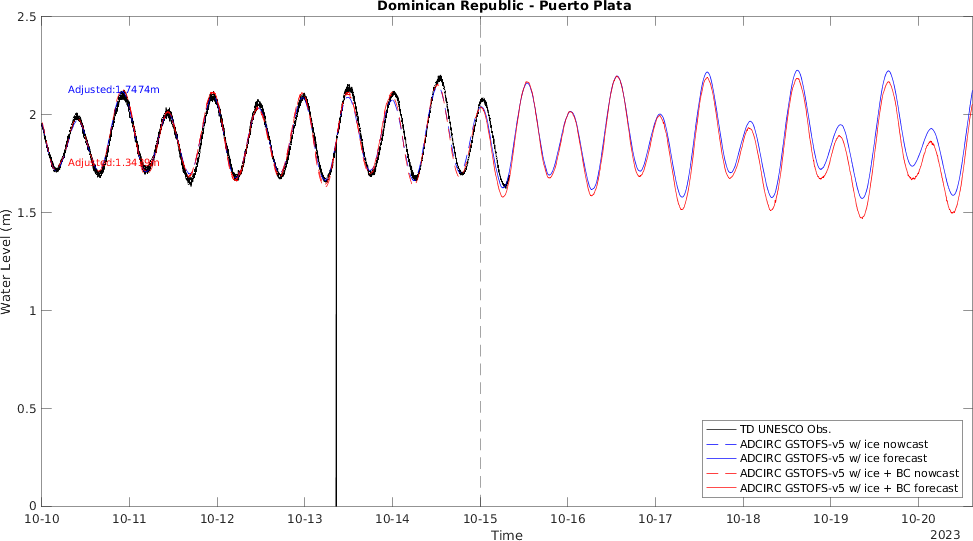 Dominican Republic - Puerto Plata
2.5
2
1.5
1
0.5
0
Water Level (m)
Adjusted:1.7474m
TD UNESCO Obs.
ADCIRC GSTOFS-v5 w/ ice nowcast
ADCIRC GSTOFS-v5 w/ ice forecast
ADCIRC GSTOFS-v5 w/ ice + BC nowcast
ADCIRC GSTOFS-v5 w/ ice + BC forecast
10-10 10-11 10-12 10-13 10-14 10-15 10-16 10-17 10-18 10-19 10-20
Time
2023